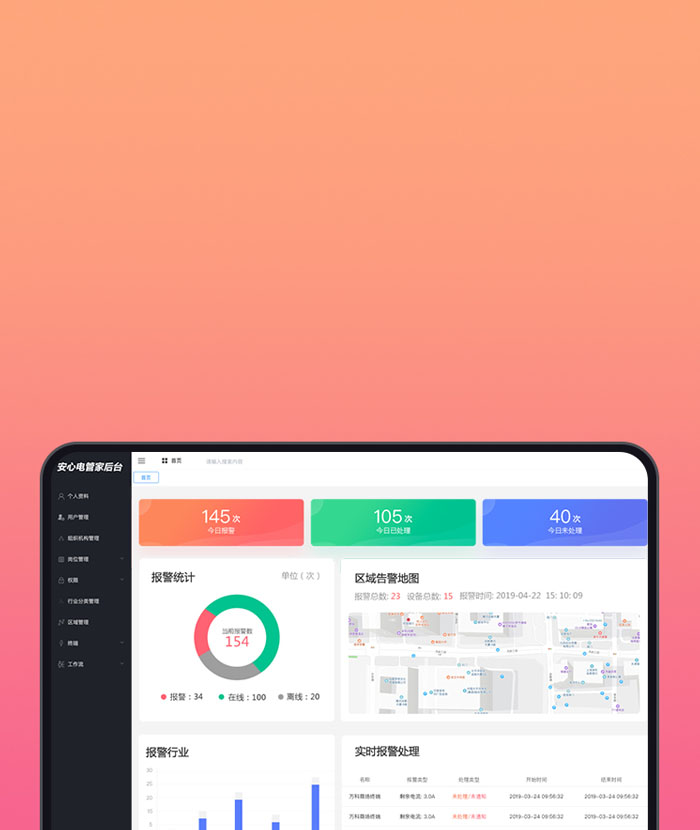 安心电管家后台
首页
请输入搜索内容
首页
个人资料
用户管理
组织机构管理
岗位管理
权限
行业分类管理
区域管理
终端
工作流
145次
今日报警
105次
今日已处理
40次
今日未处理
报警统计
单位（次）
当前报警数
154
报警：34
在线：100
离线：20
区域告警地图
报警总数: 23 设备总数: 15 报警时间: 2019-04-22 15: 10: 09
报警行业
30
25
20
15
10
5
实时报警处理
名称 报警类型 处理类型 开始时间 结束时间
万科商场终端 剩余电流: 3.0A 未处理/未通知 2019-03-24 09:56:32 2019-03-24 09:56:32
万科商场终端 剩余电流: 3.0A 未处理/未通知 2019-03-24 09:56:32 2019-03-24 09:56:32